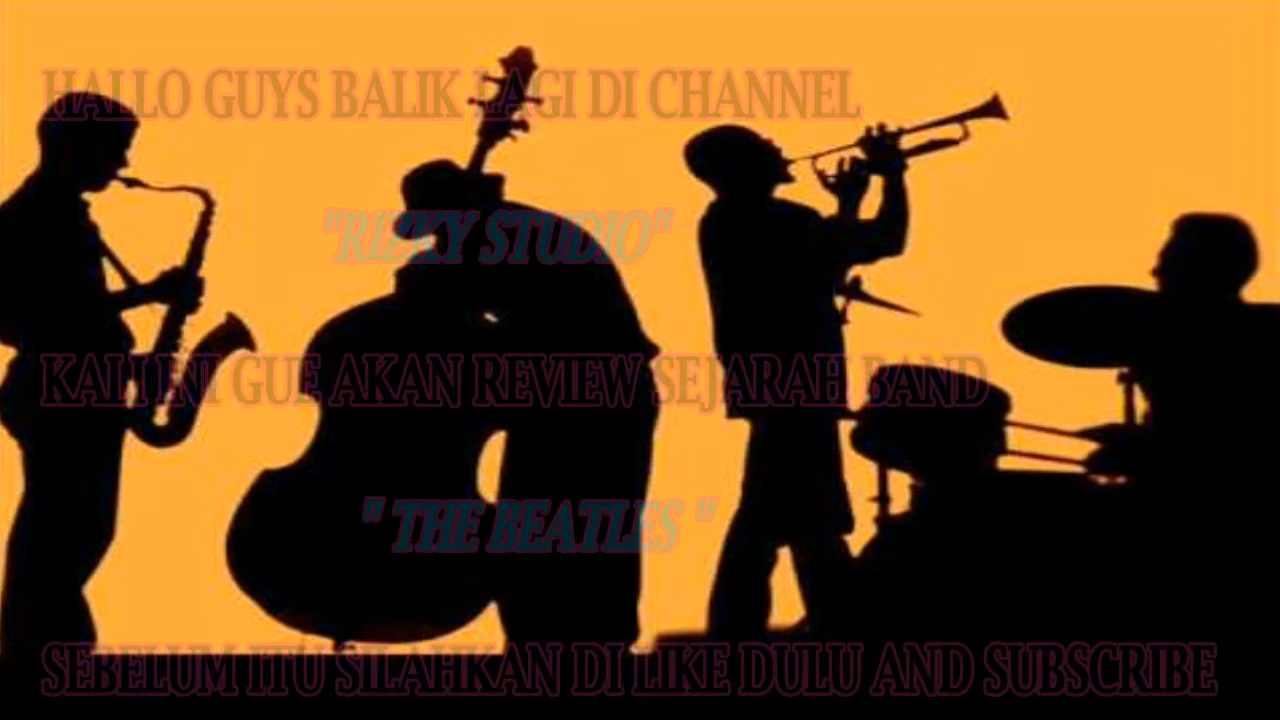 HALLO GUYS BALIK LAGI DI CHANNEL
"RIZKY STUDIO"
KALI INI GUE AKAN REVIEW SEJARAH BAND
" THE BEATLES "
SEBELUM ITU SILAHKAN DI LIKE DULU AND SUBSCRIBE